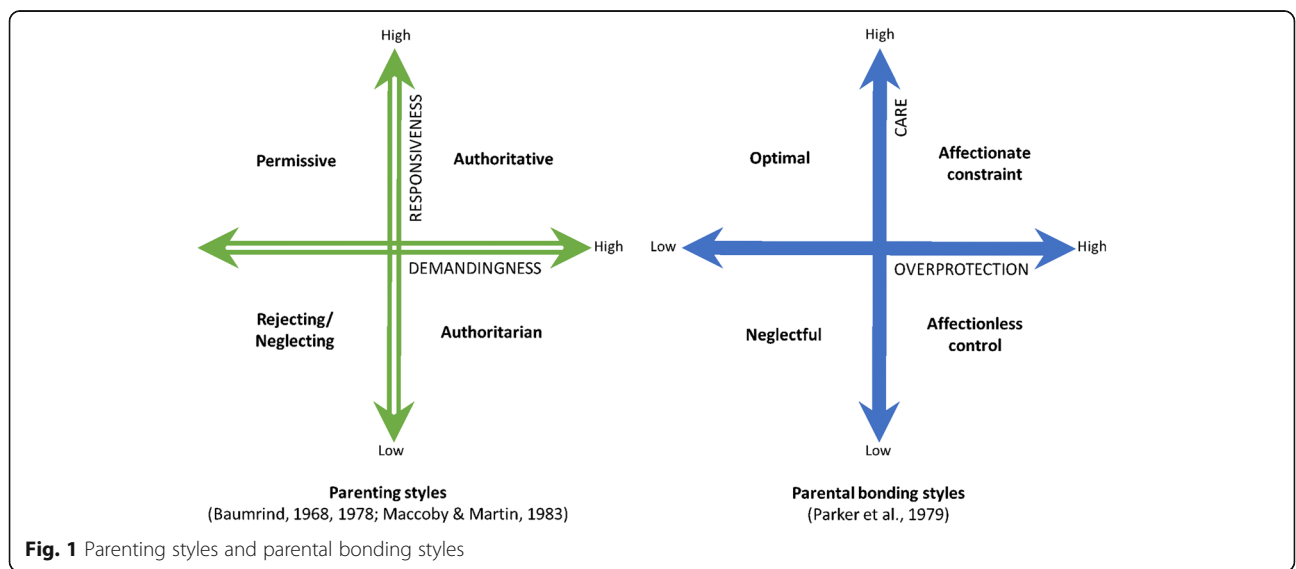 High
RESPONSIVENESS
Permissive
Authoritative
High
DEMANDINGNESS
Rejecting/
Neglecting
Authoritarian
Low
Parenting styles
(Baumrind, 1968, 1978; Maccoby & Martin, 1983)
High
CARE
Optimal
Affectionate
constraint
Low
High
OVERPROTECTION
Neglectful
Affectionless
control
Low
Parental bonding styles
(Parker et al., 1979)
Fig. 1 Parenting styles and parental bonding styles